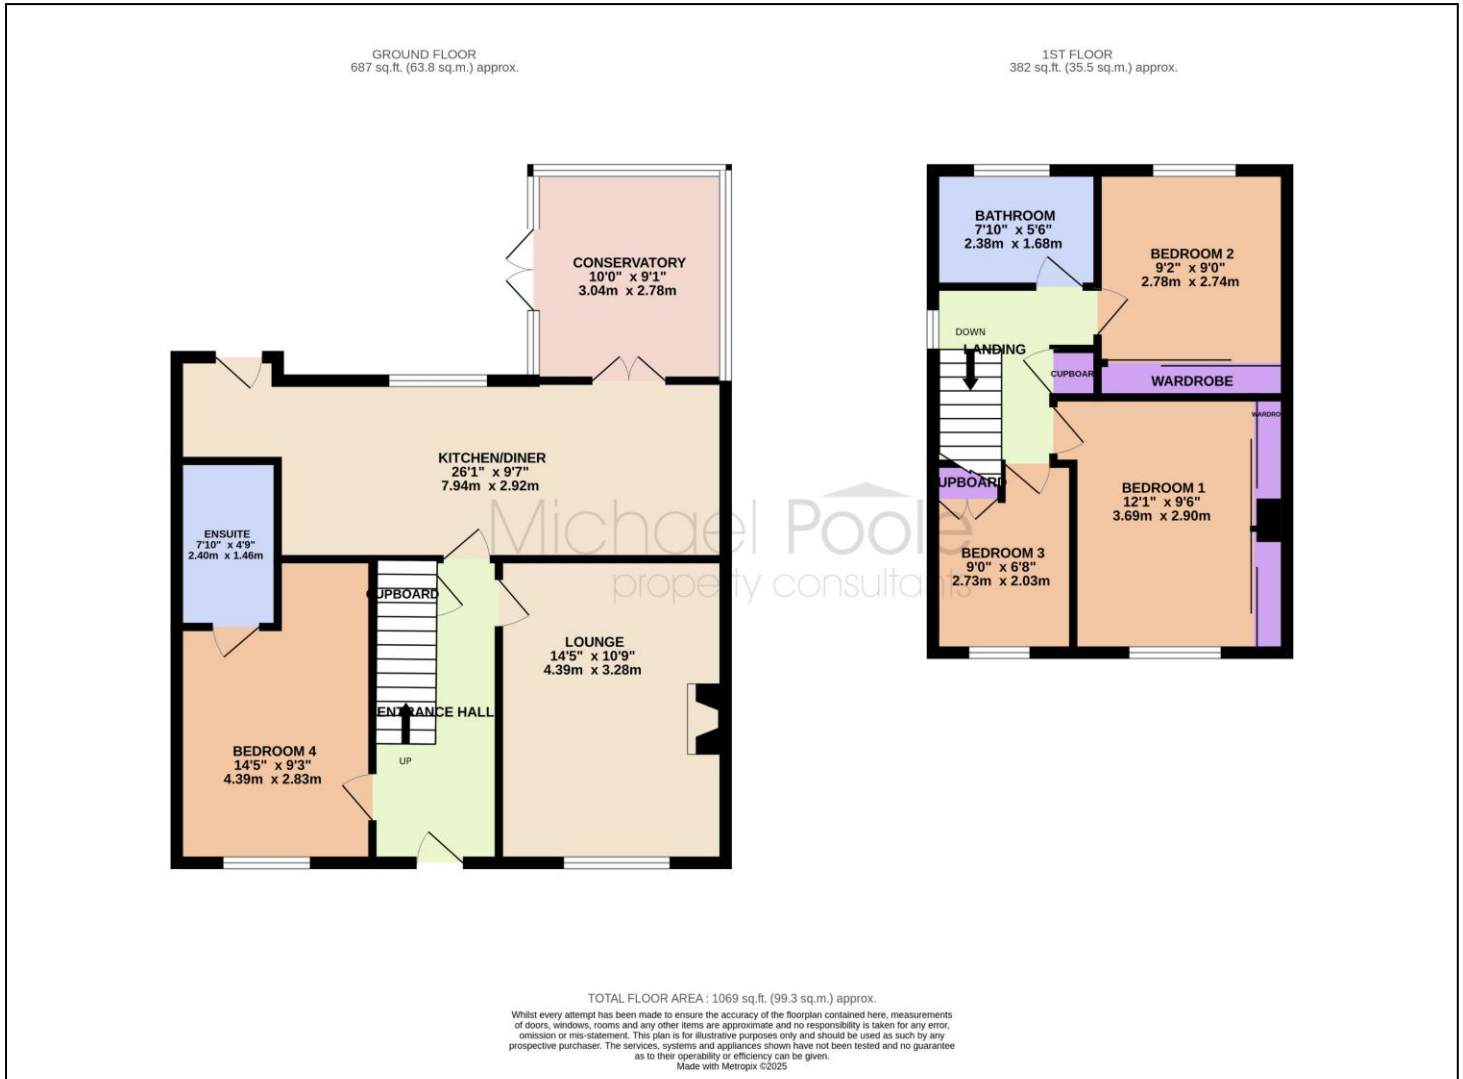 GROUND FLOOR
687 sq.ft. (63.8 sq.m.) approx.
1ST FLOOR
382 sq.ft. (35.5 sq.m.) approx.
CONSERVATORY
10'0" x 9'1"
3.04m x 2.78m
KITCHEN/DINER
26'1" x 9'7"
7.94m x 2.92m
ENSUITE
7'10" x 4'9"
2.40m x 1.46m
CUPBOARD
LOUNGE
14'5" x 10'9"
4.39m x 3.28m
ENTRANCE HALL
BEDROOM 4
14'5" x 9'3"
4.39m x 2.83m
UP
BATHROOM
7'10" x 5'6"
2.38m x 1.68m
BEDROOM 2
9'2" x 9'0"
2.78m x 2.74m
DOWN
LANDING
CUPBOAR
WARDROBE
WARDRO
UPBOARD
BEDROOM 1
12'1" x 9'6"
3.69m x 2.90m
BEDROOM 3
9'0" x 6'8"
2.73m x 2.03m
Michael Poole
property consultants
TOTAL FLOOR AREA : 1069 sq.ft. (99.3 sq.m.) approx.
Whilst every attempt has been made to ensure the accuracy of the floorplan contained here, measurements
of doors, windows, rooms and any other items are approximate and no responsibility is taken for any error,
omission or mis-statement. This plan is for illustrative purposes only and should be used as such by any
prospective purchaser. The services, systems and appliances shown have not been tested and no guarantee
as to their operability or efficiency can be given.
Made with Metropix ©2025